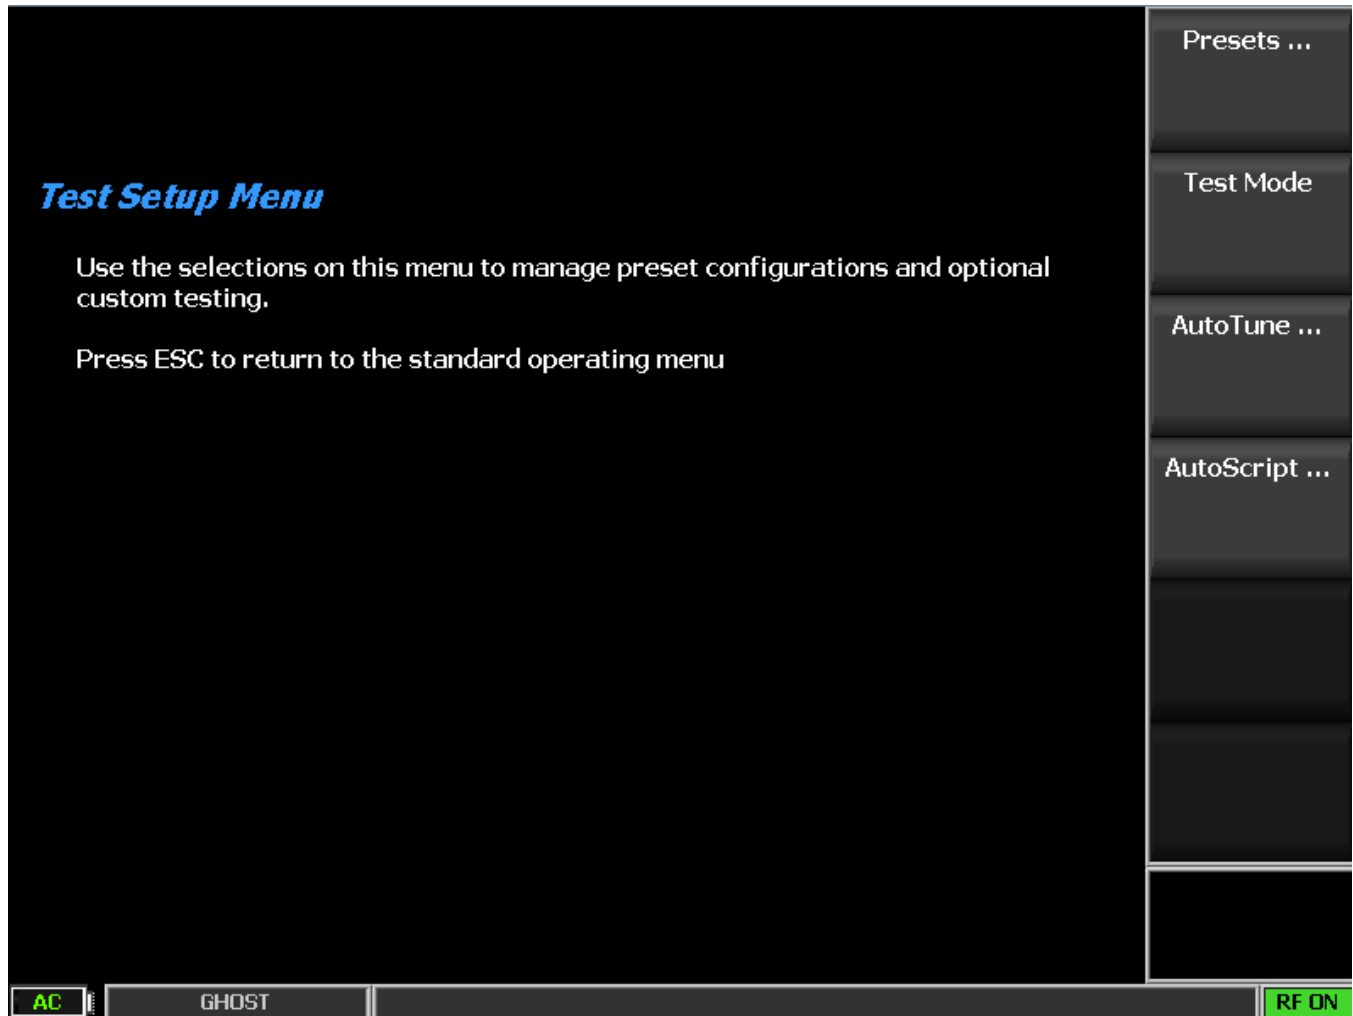 Presets ...
Test Setup Menu
Test Mode
Use the selections on this menu to manage preset configurations and optional
custom testing.
Press ESC to return to the standard operating menu
AutoTune ...
AutoScript ...
AC
GHOST
RF ON